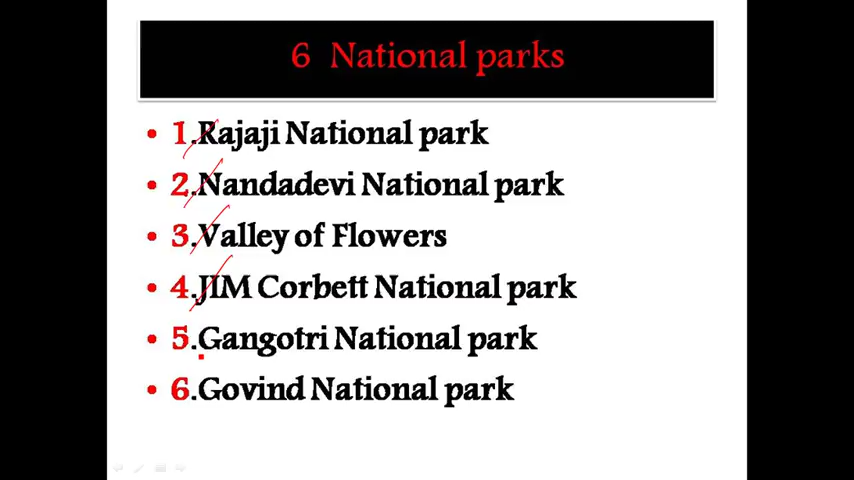 6 National parks
• 1.Rajaji National park
• 2.Nandadevi National park
• 3.Valley of Flowers
• 4.JIM Corbett National park
• 5.Gangotri National park
• 6.Govind National park